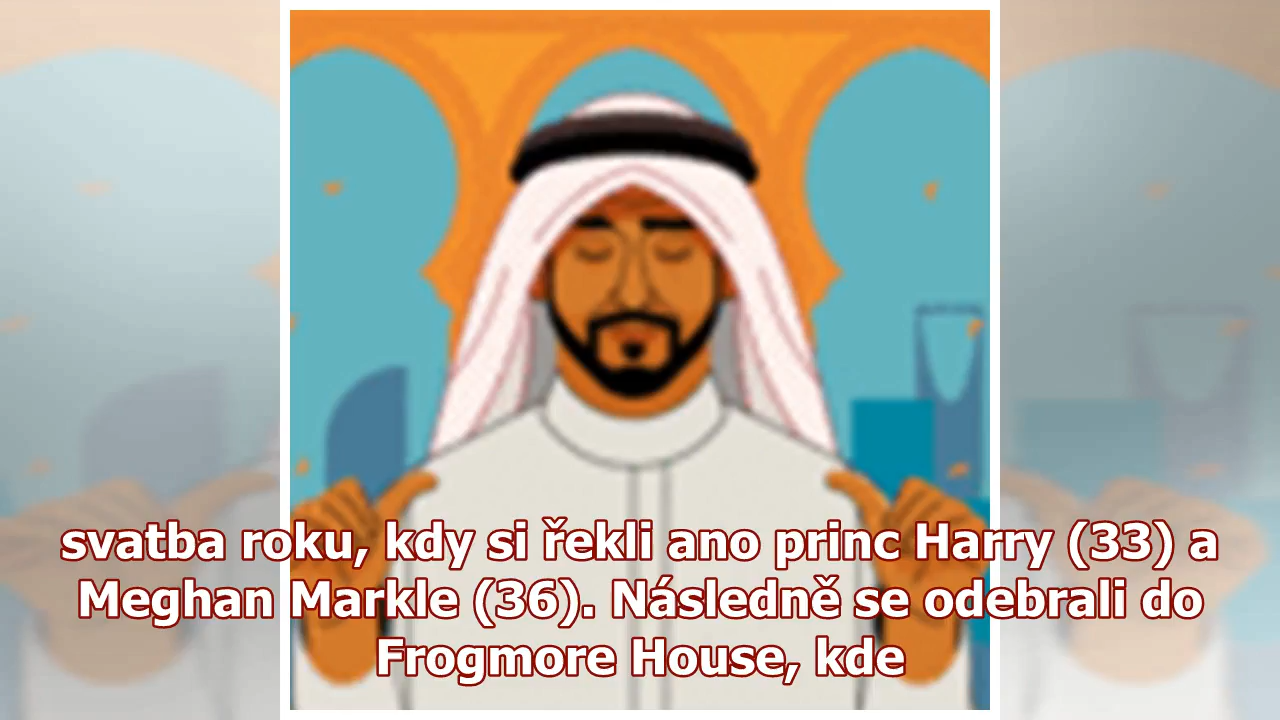 svatba roku, kdy si řekli ano princ Harry (33) a
Meghan Markle (36). Následně se odebrali do
Frogmore House, kde